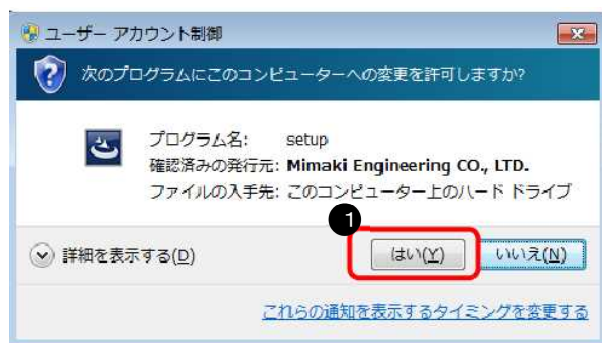 ユーザー アカウント制御
次のプログラムにこのコンピューターへの変更を許可しますか?
プログラム名: setup
確認済みの発行元: Mimaki Engineering CO., LTD.
ファイルの入手先: このコンピューター上のハード ドライブ
1
詳細を表示する(D) はい(Y) いいえ(N)
これらの通知を表示するタイミングを変更する